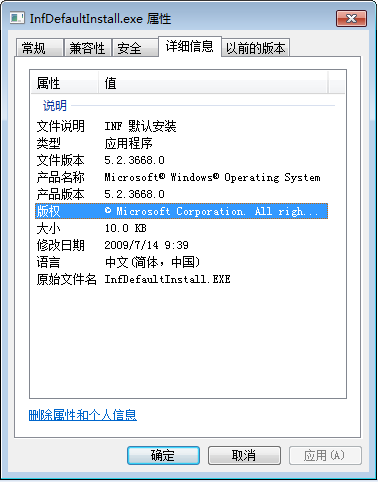 InfDefaultInstall.exe 属性
常规 兼容性 安全 详细信息 以前的版本
属性 值
说明
文件说明 INF 默认安装
类型 应用程序
文件版本 5.2.3668.0
产品名称 Microsoft® Windows® Operating System
产品版本 5.2.3668.0
版权 © Microsoft Corporation. All righ...
大小 10.0 KB
修改日期 2009/7/14 9:39
语言 中文(简体，中国)
原始文件名 InfDefaultInstall.EXE
删除属性和个人信息
确定 取消 应用(A)